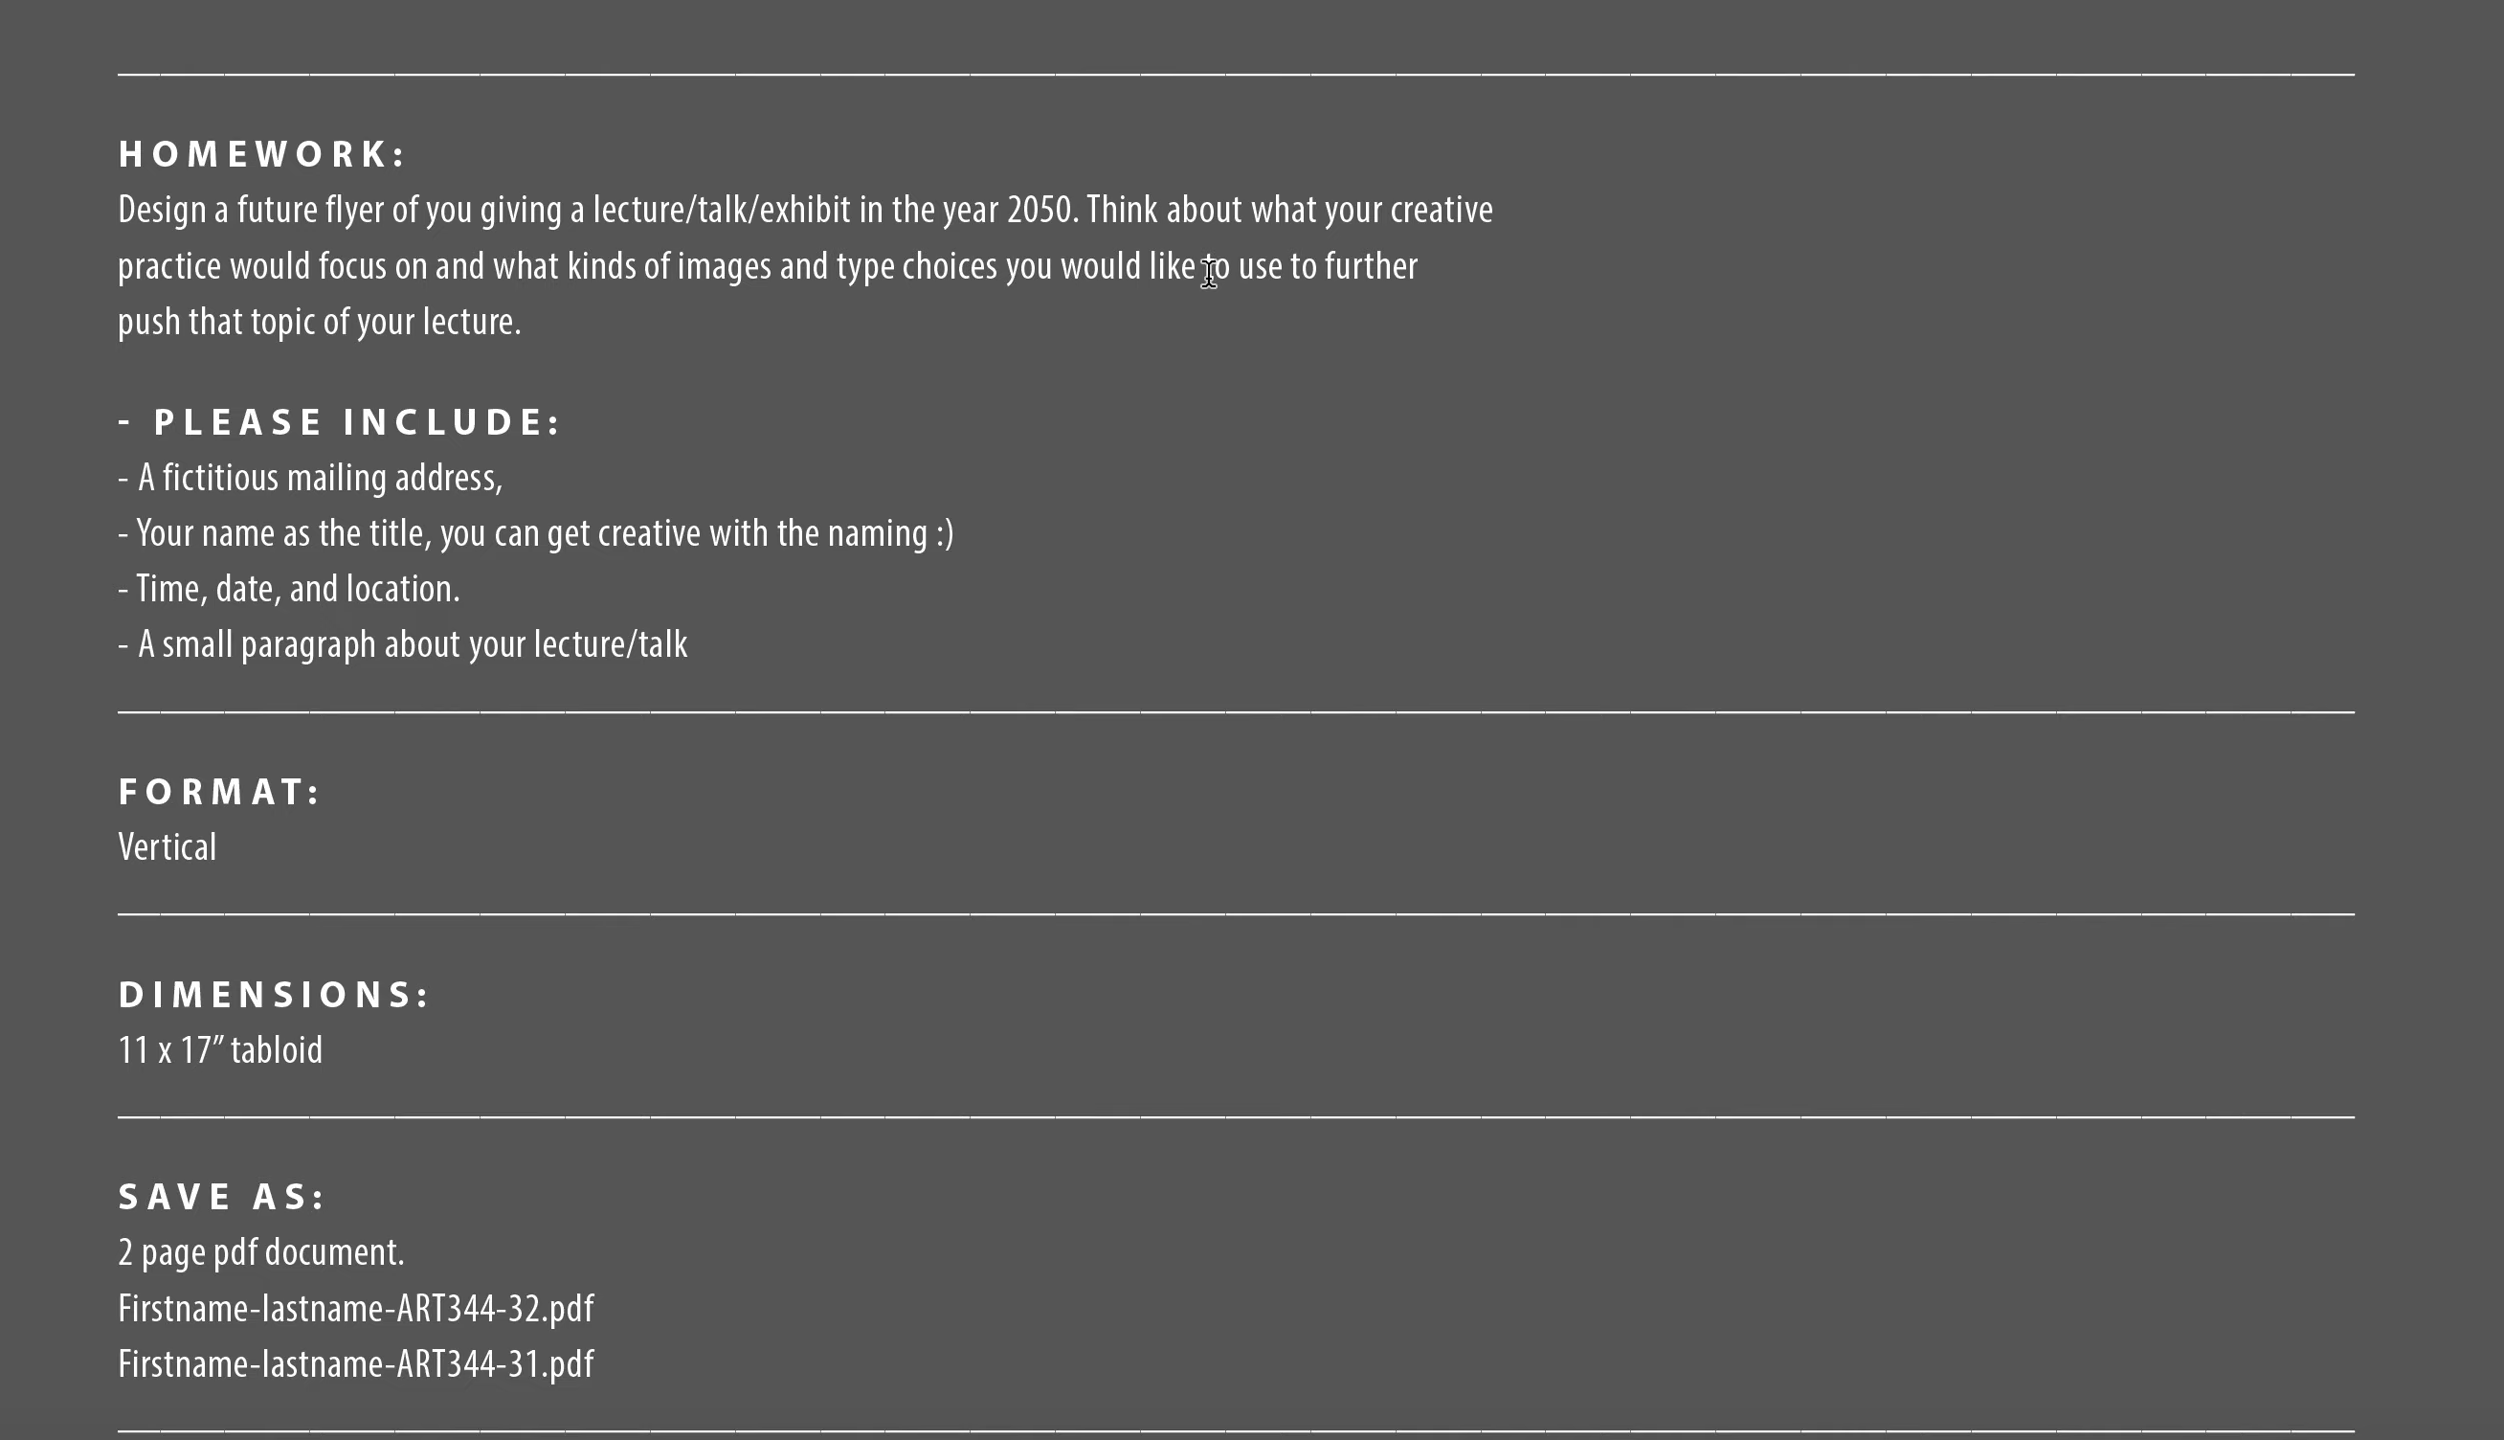 HOMEWORK:
Design a future flyer of you giving a lecture/talk/exhibit in the year 2050. Think about what your creative
practice would focus on and what kinds of images and type choices you would like to use to further
push that topic of your lecture.
- PLEASE INCLUDE:
- A fictitious mailing address,
- Your name as the title, you can get creative with the naming :)
- Time, date, and location.
- A small paragraph about your lecture/talk
FORMAT:
Vertical
DIMENSIONS:
11 x 17” tabloid
SAVE AS:
2 page pdf document.
Firstname-lastname-ART344-32.pdf
Firstname-lastname-ART344-31.pdf